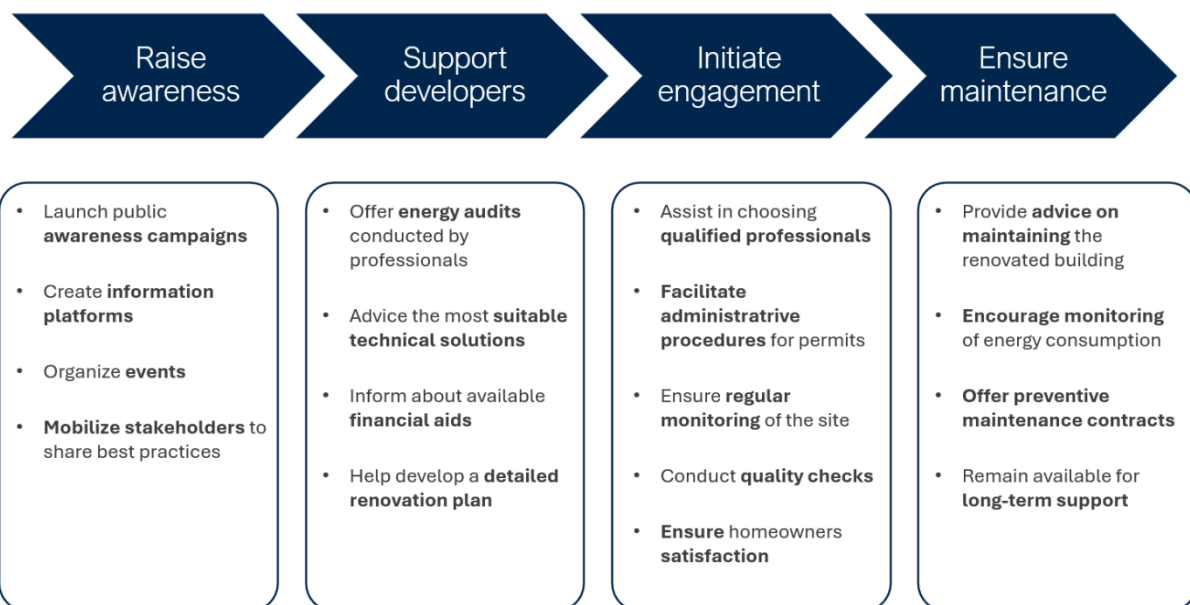 Raise
awareness
Support
developers
Initiate
engagement
Ensure
maintenance
• Launch public
awareness campaigns
• Create information
platforms
• Organize events
• Mobilize stakeholders to
share best practices
• Offer energy audits
conducted by
professionals
• Advice the most suitable
technical solutions
• Inform about available
financial aids
• Help develop a detailed
renovation plan
• Assist in choosing
qualified professionals
• Facilitate
administratrive
procedures for permits
• Ensure regular
monitoring of the site
• Conduct quality checks
• Ensure homeowners
satisfaction
• Provide advice on
maintaining the
renovated building
• Encourage monitoring
of energy consumption
• Offer preventive
maintenance contracts
• Remain available for
long-term support